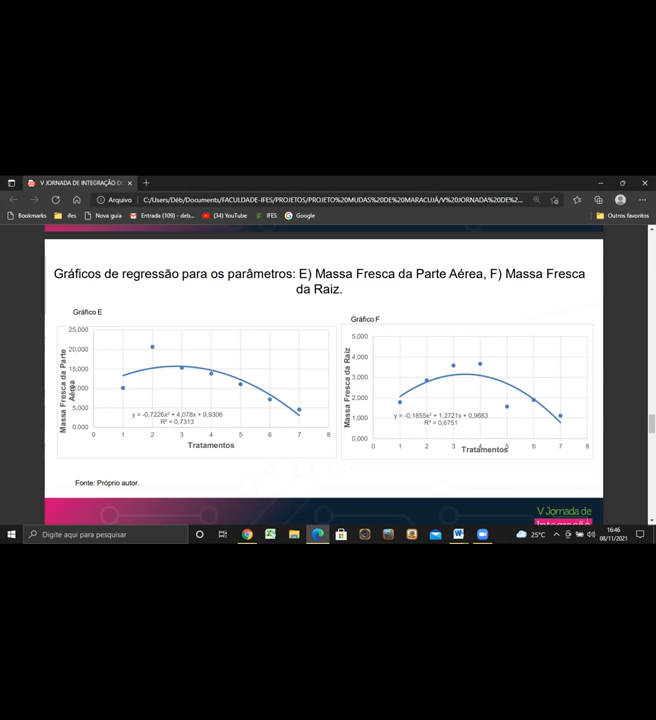 V JORNADA DE INTEGRAÇÃO D
Arquivo C:/Users/Déb/Documents/FACULDADE-IFES/PROJETOS/PROJETO%20MUDAS%20DE%20MARACUJÁ/V%20JORNADA%20DE%2...
Bookmarks ifes Nova guia Entrada (109) - deb... (34) YouTube IFES Google Outros favoritos
Gráficos de regressão para os parâmetros: E) Massa Fresca da Parte Aérea, F) Massa Fresca
da Raiz.
Gráfico E
25,000
20,000
15,000
10,000
5,000
0,000
Massa Fresca da Parte
Aérea
y = -0,7226x² + 4,078x + 9,9306
R² = 0,7313
0 1 2 3 4 5 6 7 8
Tratamentos
Gráfico F
5,000
4,000
3,000
2,000
1,000
0,000
Massa Fresca da Raiz
y = -0,1855x² + 1,2721x + 0,9683
R² = 0,6751
0 1 2 3 4 5 6 7 8
Tratamentos
Fonte: Próprio autor.
V Jornada de
Integração
Digite aqui para pesquisar
25°C
16:46
08/11/2021